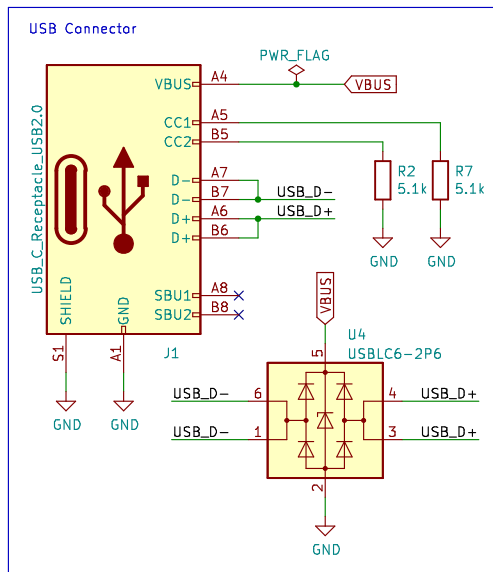 USB Connector
PWR_FLAG
USB_C_Receptacle_USB2.0
VBUS A4
VBUS
CC1 A5
CC2 B5
D- A7
D- B7
USB_D-
D+ A6
USB_D+
D+ B6
R2
5.1k
R7
5.1k
GND
GND
SBU1 A8
SBU2 B8
SHIELD
GND
S1
A1
J1
GND
GND
VBUS
U4
USBLC6-2P6
5
USB_D- 6
4 USB_D+
USB_D- 1
3 USB_D+
2
GND